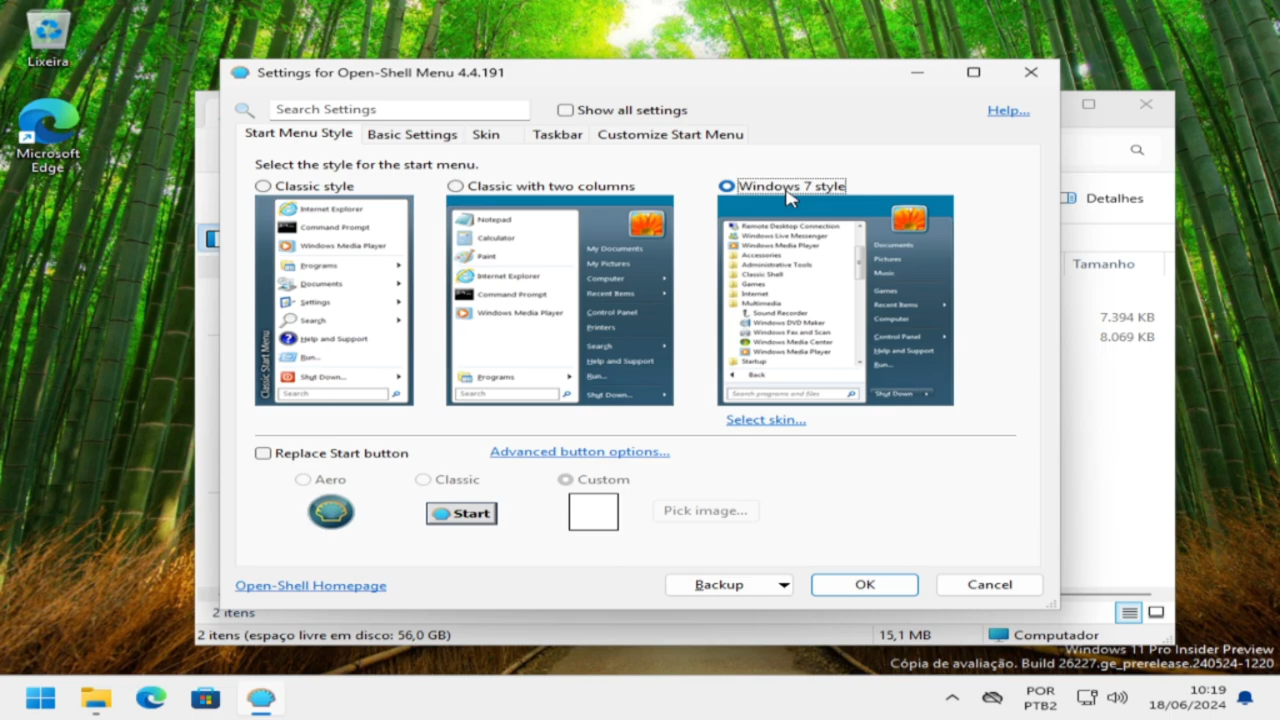 Lixeira
Microsoft
Edge
Settings for Open-Shell Menu 4.4.191
Search Settings
Show all settings
Help...
Start Menu Style
Basic Settings
Skin
Taskbar
Customize Start Menu
Select the style for the start menu.
Classic style
Classic with two columns
Windows 7 style
Internet Explorer
Command Prompt
Windows Media Player
Programs
Documents
Settings
Search
Help and Support
Run...
Shut Down...
Search
Classic Start Menu
Notepad
Calculator
Paint
Internet Explorer
Command Prompt
Windows Media Player
Programs
Search
My Documents
My Pictures
Computer
Recent Items
Control Panel
Printers
Search
Help and Support
Run...
Shut Down...
Remote Desktop Connection
Windows Live Messenger
Windows Media Player
Accessories
Administrative Tools
Classic Shell
Games
Internet
Multimedia
Sound Recorder
Windows DVD Maker
Windows Fax and Scan
Windows Media Center
Windows Media Player
Startup
Back
Search programs and files
Documents
Pictures
Music
Games
Recent Items
Computer
Control Panel
Help and Support
Run...
Shut Down
Select skin...
Replace Start button
Advanced button options...
Aero
Classic
Custom
Start
Pick image...
Open-Shell Homepage
Backup
OK
Cancel
Detalhes
Tamanho
7.394 KB
8.069 KB
2 itens
2 itens (espaço livre em disco: 56,0 GB)
15,1 MB
Computador
Windows 11 Pro Insider Preview
Cópia de avaliação. Build 26227.ge_prerelease.240524-1220
POR
PTB2
10:19
18/06/2024